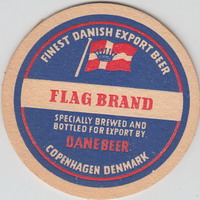 FINEST DANISH EXPORT BEER
FLAG BRAND
SPECIALLY BREWED AND
BOTTLED FOR EXPORT BY
DANEBEER
COPENHAGEN DENMARK